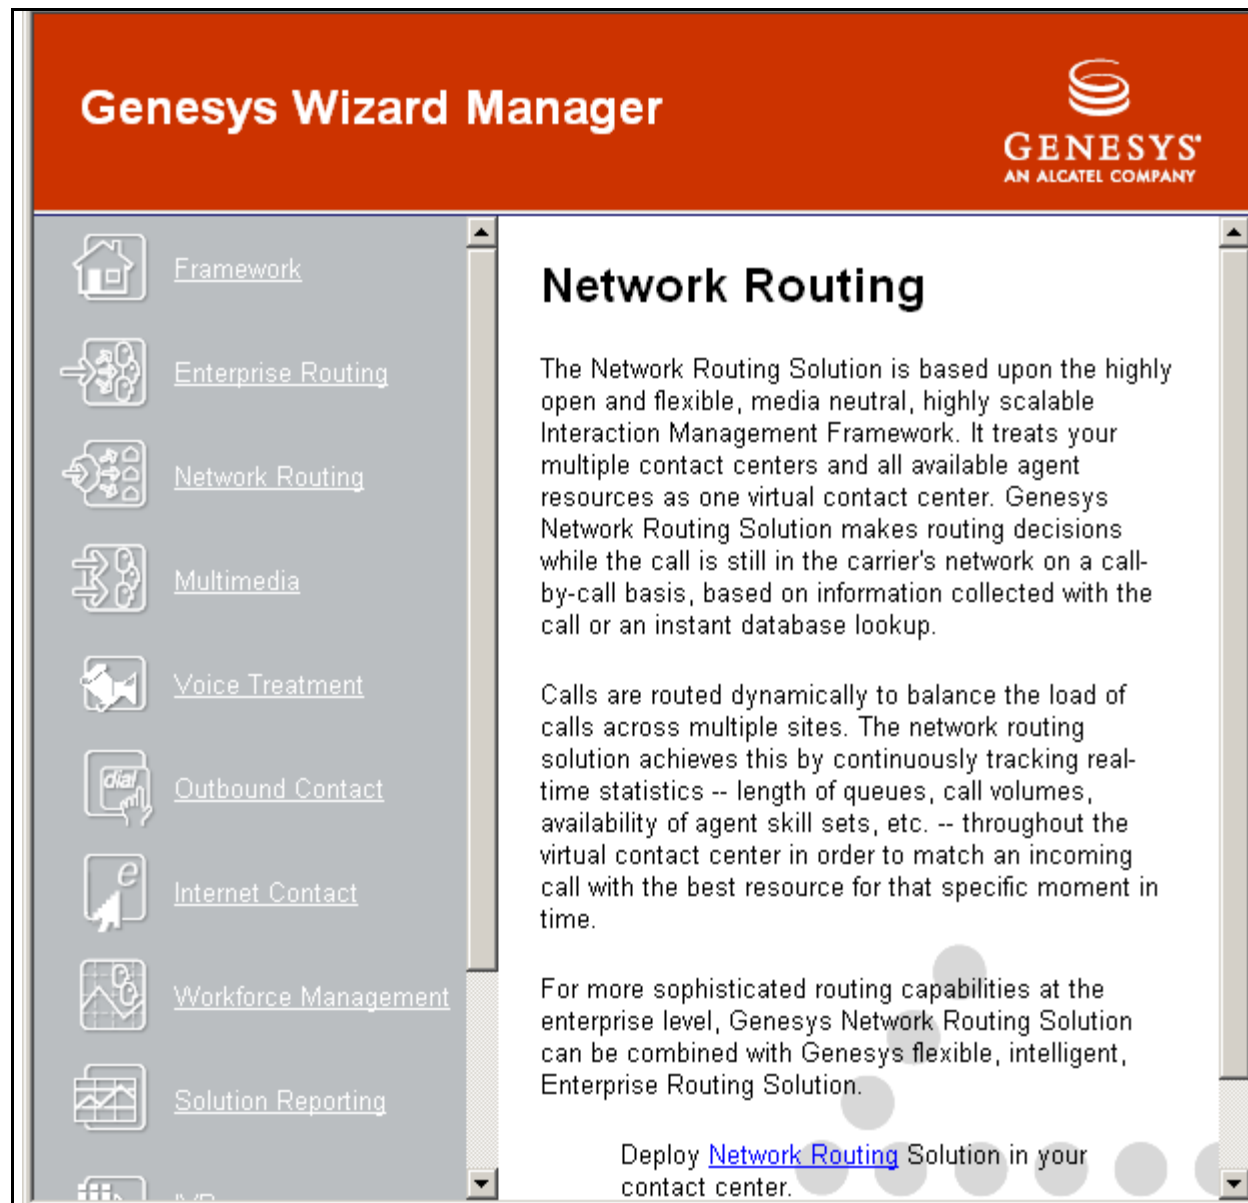 Genesys Wizard Manager
GENESYS
AN ALCATEL COMPANY
Framework
Enterprise Routing
Network Routing
Multimedia
Voice Treatment
dial
Outbound Contact
e
Internet Contact
Workforce Management
Solution Reporting
Network Routing
The Network Routing Solution is based upon the highly
open and flexible, media neutral, highly scalable
Interaction Management Framework. It treats your
multiple contact centers and all available agent
resources as one virtual contact center. Genesys
Network Routing Solution makes routing decisions
while the call is still in the carrier's network on a call-
by-call basis, based on information collected with the
call or an instant database lookup.
Calls are routed dynamically to balance the load of
calls across multiple sites. The network routing
solution achieves this by continuously tracking real-
time statistics -- length of queues, call volumes,
availability of agent skill sets, etc. -- throughout the
virtual contact center in order to match an incoming
call with the best resource for that specific moment in
time.
For more sophisticated routing capabilities at the
enterprise level, Genesys Network Routing Solution
can be combined with Genesys flexible, intelligent,
Enterprise Routing Solution.
Deploy Network Routing Solution in your
contact center.